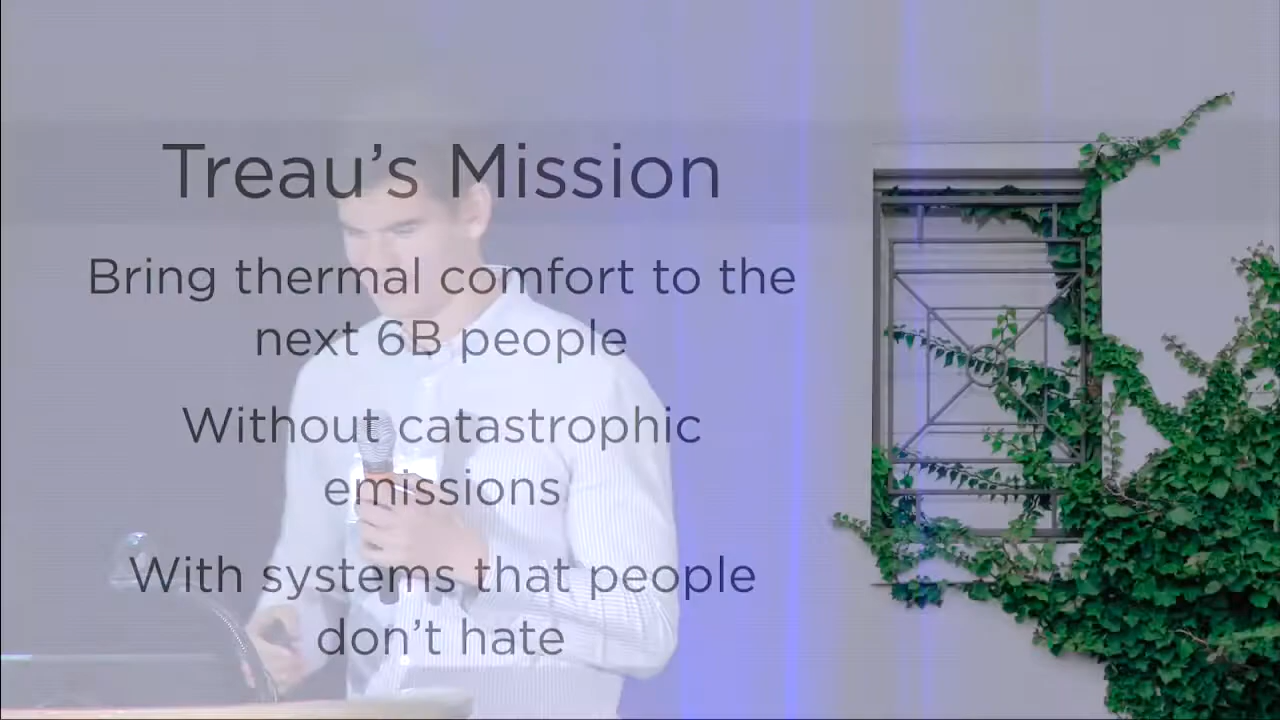 Treau’s Mission
Bring thermal comfort to the
next 6B people
Without catastrophic
emissions
With systems that people
don’t hate